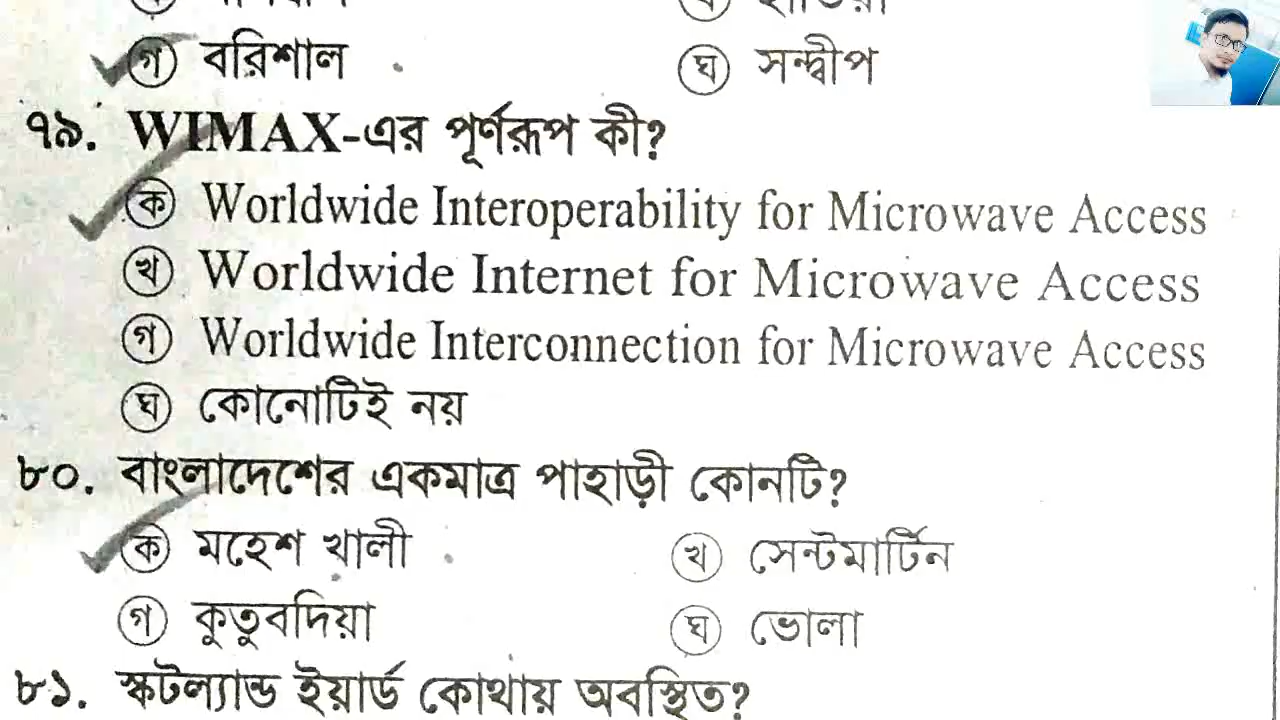 গ বরিশাল ঘ সন্দ্বীপ
৭৯. WIMAX-এর পূর্ণরূপ কী?
ক Worldwide Interoperability for Microwave Access
খ Worldwide Internet for Microwave Access
গ Worldwide Interconnection for Microwave Access
ঘ কোনোটিই নয়
৮০. বাংলাদেশের একমাত্র পাহাড়ী কোনটি?
ক মহেশ খালী খ সেন্টমার্টিন
গ কুতুবদিয়া ঘ ভোলা
৮১. স্কটল্যান্ড ইয়ার্ড কোথায় অবস্থিত?